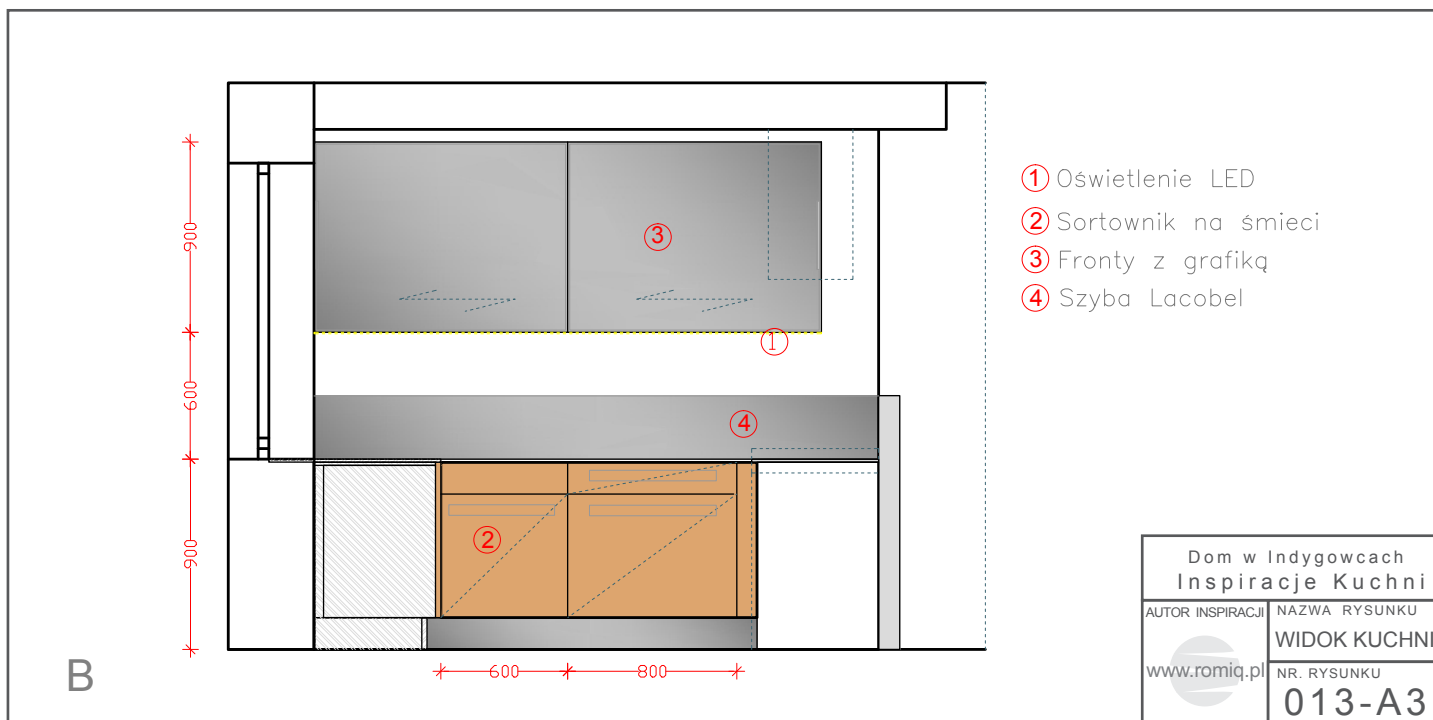 900
600
900
600
800
3
1
4
2
1 Oświetlenie LED
2 Sortownik na śmieci
3 Fronty z grafiką
4 Szyba Lacobel
B
Dom w Indygowcach
Inspiracje Kuchni
AUTOR INSPIRACJI
www.romiq.pl
NAZWA RYSUNKU
WIDOK KUCHNI
NR. RYSUNKU
013-A3